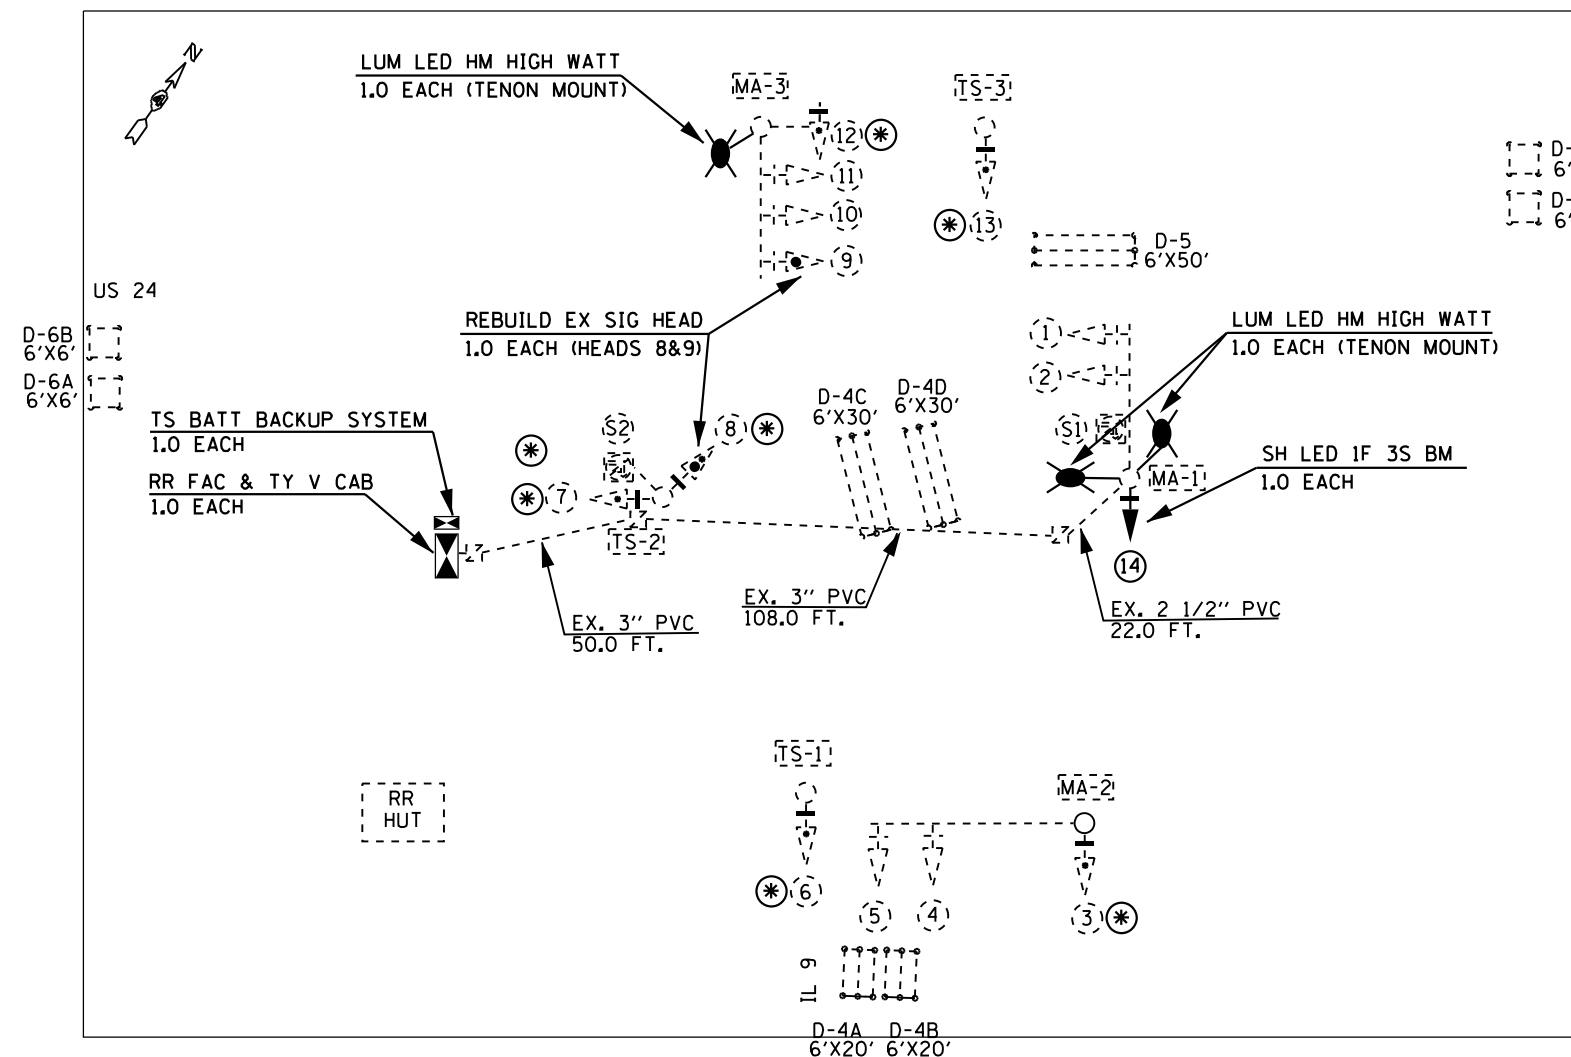 N
LUM LED HM HIGH WATT
1.0 EACH (TENON MOUNT)
MA-3
TS-3
12
11
10
9
13
D-
6'
D-
6'
D-5
6'X50'
US 24
D-6B
6'X6'
D-6A
6'X6'
REBUILD EX SIG HEAD
1.0 EACH (HEADS 8&9)
LUM LED HM HIGH WATT
1.0 EACH (TENON MOUNT)
1
2
D-4C
6'X30'
D-4D
6'X30'
TS BATT BACKUP SYSTEM
1.0 EACH
S2
8
S1
RR FAC & TY V CAB
1.0 EACH
7
SH LED 1F 3S BM
1.0 EACH
MA-1
TS-2
14
EX. 3'' PVC
50.0 FT.
EX. 3'' PVC
108.0 FT.
EX. 2 1/2'' PVC
22.0 FT.
TS-1
MA-2
RR
HUT
6
5
4
3
IL 9
D-4A
6'X20'
D-4B
6'X20'